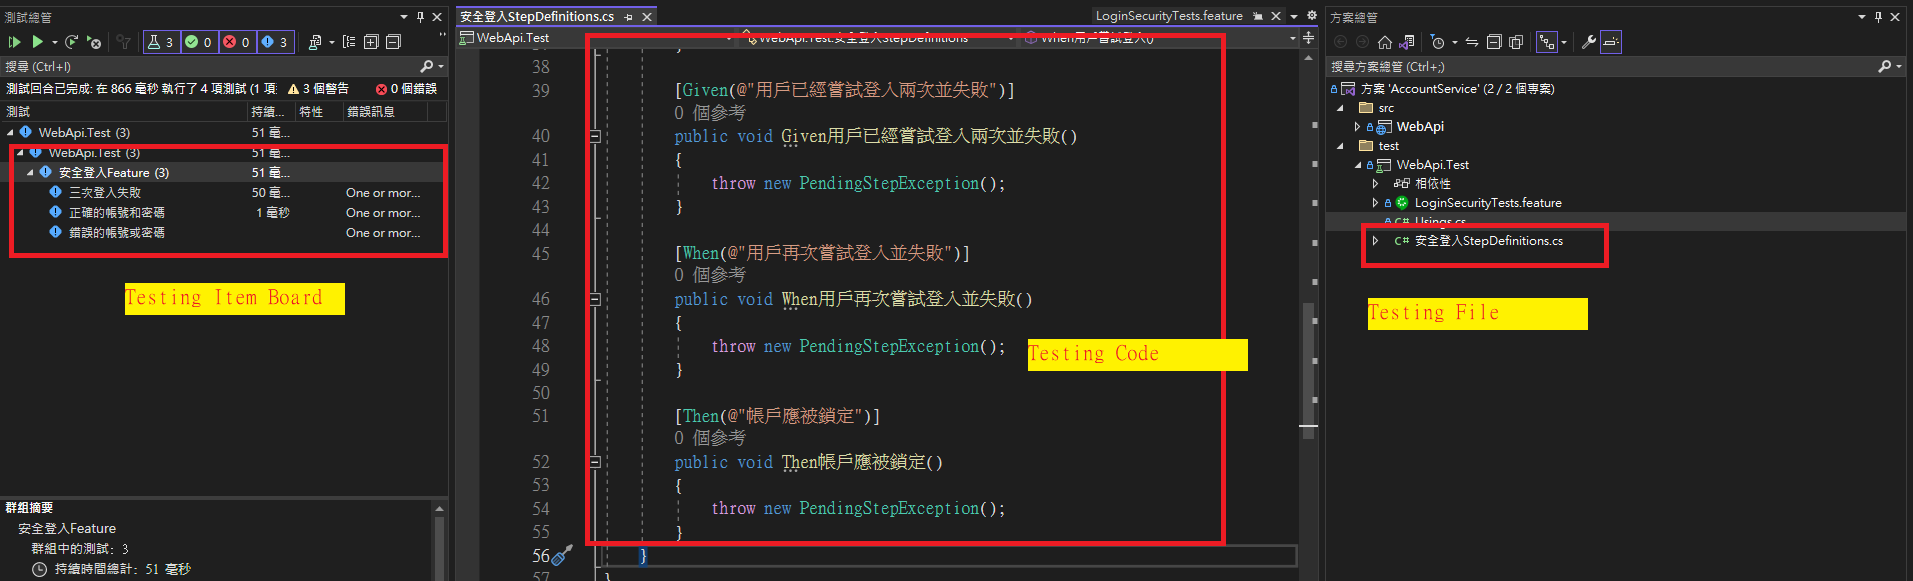 測試總管
3
0
0
3
搜尋 (Ctrl+I)
測試回合已完成: 在 866 毫秒 執行了 4 項測試 (1 項:
3 個警告
0 個錯誤
測試
持續...
特性
錯誤訊息
WebApi.Test (3)
51 毫...
WebApi.Test (3)
51 毫...
安全登入Feature (3)
51 毫...
三次登入失敗
50 毫...
One or mor...
正確的帳號和密碼
1 毫秒
One or mor...
錯誤的帳號或密碼
One or mor...
Testing Item Board
群組摘要
安全登入Feature
群組中的測試: 3
持續時間總計: 51 毫秒
安全登入StepDefinitions.cs
LoginSecurityTests.feature
WebApi.Test
WebApi.Test.安全登入StepDefinitions
When用戶嘗試登入()
38
39 [Given(@"用戶已經嘗試登入兩次並失敗")]
0 個參考
40 public void Given用戶已經嘗試登入兩次並失敗()
41 {
42 throw new PendingStepException();
43 }
44
45 [When(@"用戶再次嘗試登入並失敗")]
0 個參考
46 public void When用戶再次嘗試登入並失敗()
47 {
48 throw new PendingStepException();
49 }
50
51 [Then(@"帳戶應被鎖定")]
0 個參考
52 public void Then帳戶應被鎖定()
53 {
54 throw new PendingStepException();
55 }
56 }
57 }
Testing Code
方案總管
搜尋方案總管 (Ctrl+;)
方案 'AccountService' (2 / 2 個專案)
src
WebApi
test
WebApi.Test
相依性
LoginSecurityTests.feature
C# Usings.cs
C# 安全登入StepDefinitions.cs
Testing File